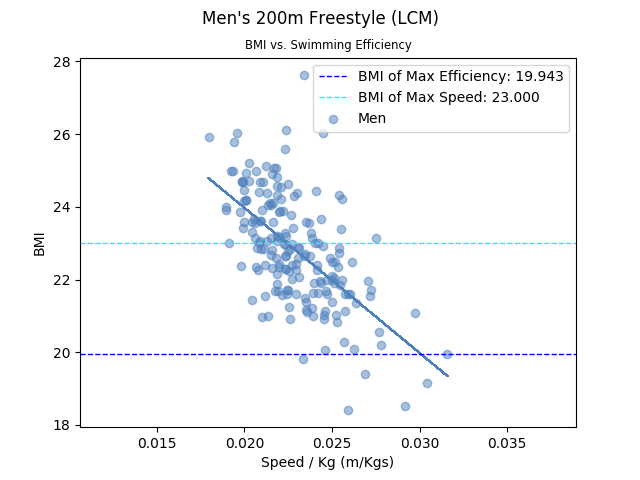 Men's 200m Freestyle (LCM)
BMI vs. Swimming Efficiency
28
26
24
22
20
18
BMI
BMI of Max Efficiency: 19.943
BMI of Max Speed: 23.000
Men
0.015 0.020 0.025 0.030 0.035
Speed / Kg (m/Kgs)